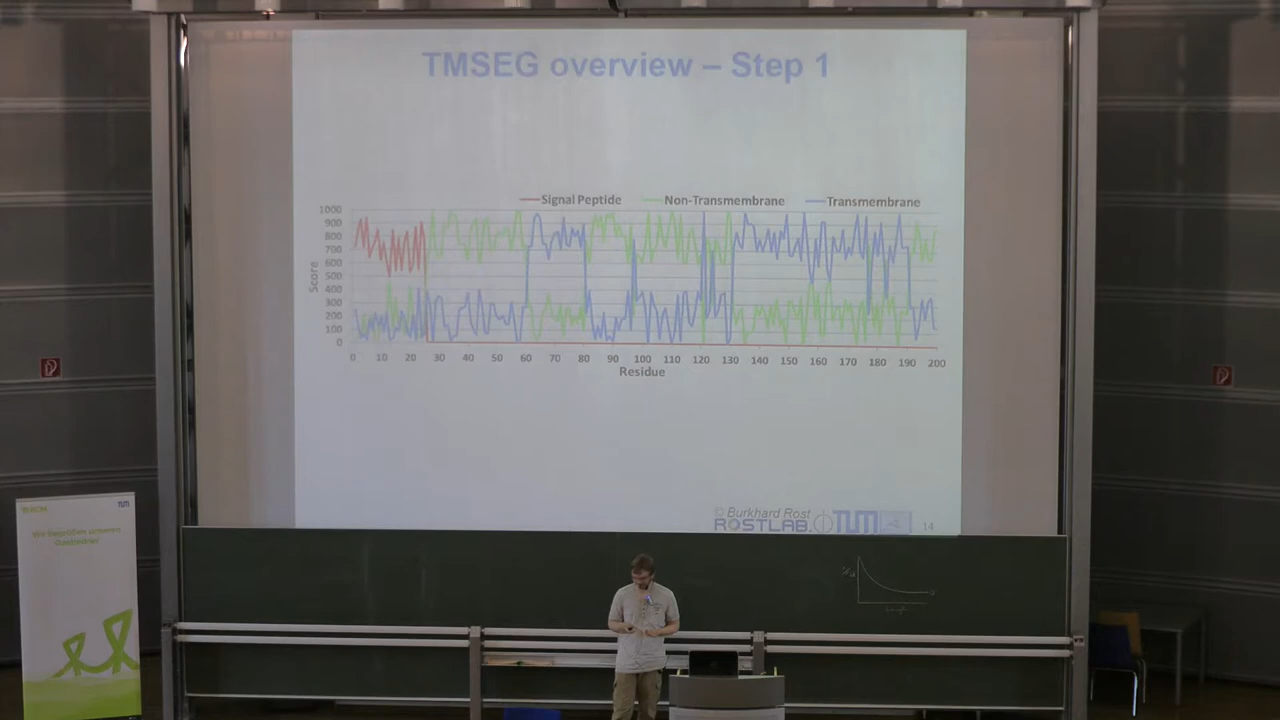 TMSEG overview – Step 1
Signal Peptide Non-Transmembrane Transmembrane
1000
900
800
700
600
500
400
300
200
100
0
Score
0 10 20 30 40 50 60 70 80 90 100 110 120 130 140 150 160 170 180 190 200
Residue
© Burkhard Rost
ROSTLAB. TUM
14
TUM